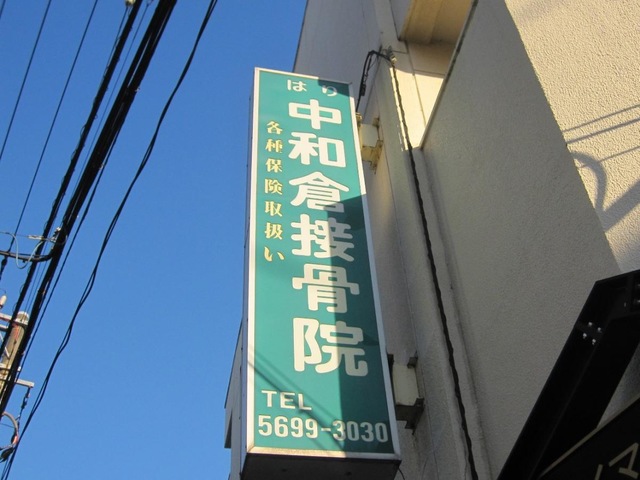 はり
中和倉接骨院
各種保険取扱い
TEL
5699-3030